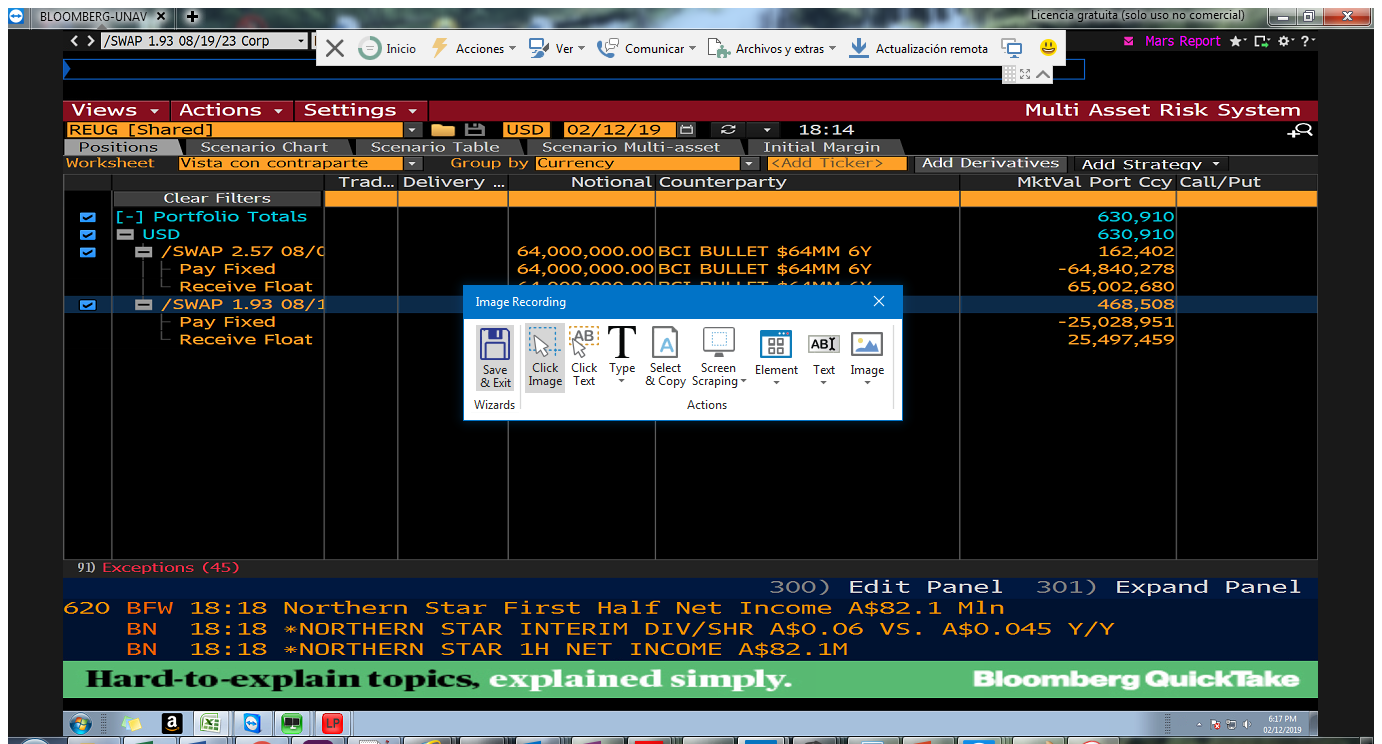 BLOOMBERG-UNAV
Licencia gratuita (solo uso no comercial)
/SWAP 1.93 08/19/23 Corp
Inicio Acciones Ver Comunicar Archivos y extras Actualización remota
Mars Report
Views Actions Settings Multi Asset Risk System
REUG [Shared] USD 02/12/19 18:14
Positions Scenario Chart Scenario Table Scenario Multi-asset Initial Margin
Worksheet Vista con contraparte Group by Currency <Add Ticker> Add Derivatives Add Strategy
Trad... Delivery ... Notional Counterparty MktVal Port Ccy Call/Put
Clear Filters
[-] Portfolio Totals 630,910
USD 630,910
/SWAP 2.57 08/0 64,000,000.00 BCI BULLET $64MM 6Y 162,402
Pay Fixed 64,000,000.00 BCI BULLET $64MM 6Y -64,840,278
Receive Float 64,000,000.00 BCI BULLET $64MM 6Y 65,002,680
/SWAP 1.93 08/1 468,508
Pay Fixed -25,028,951
Receive Float 25,497,459
Image Recording
Save & Exit
Click Image
Click Text
Type
Select & Copy
Screen Scraping
Element
Text
Image
Wizards Actions
91) Exceptions (45)
300) Edit Panel 301) Expand Panel
620 BFW 18:18 Northern Star First Half Net Income A$82.1 Mln
BN 18:18 *NORTHERN STAR INTERIM DIV/SHR A$0.06 VS. A$0.045 Y/Y
BN 18:18 *NORTHERN STAR 1H NET INCOME A$82.1M
Hard-to-explain topics, explained simply. Bloomberg QuickTake
LP
6:17 PM
02/12/2019